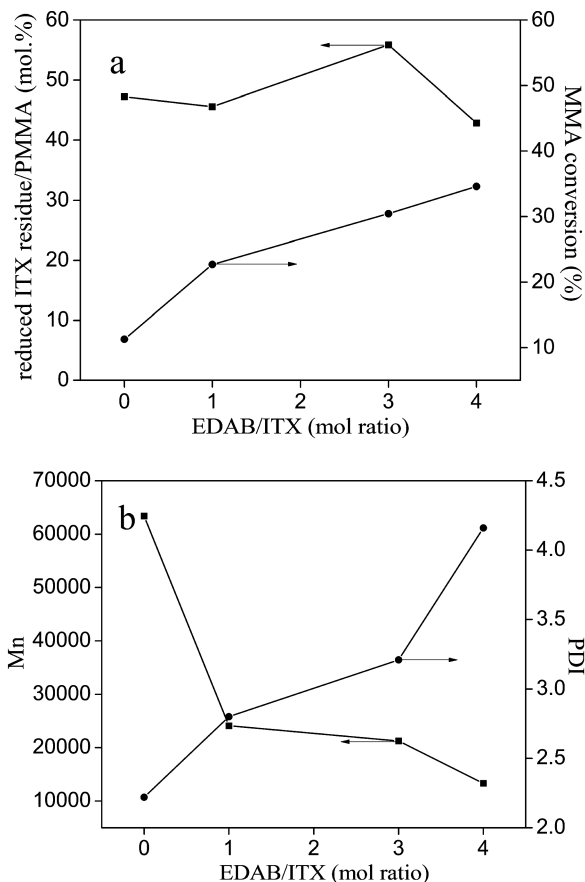 a
reduced ITX residue/PMMA (mol.%)
60
50
40
30
20
10
0
MMA conversion (%)
60
50
40
30
20
10
0 1 2 3 4
EDAB/ITX (mol ratio)
b
Mn
70000
60000
50000
40000
30000
20000
10000
PDI
4.5
4.0
3.5
3.0
2.5
2.0
0 1 2 3 4
EDAB/ITX (mol ratio)